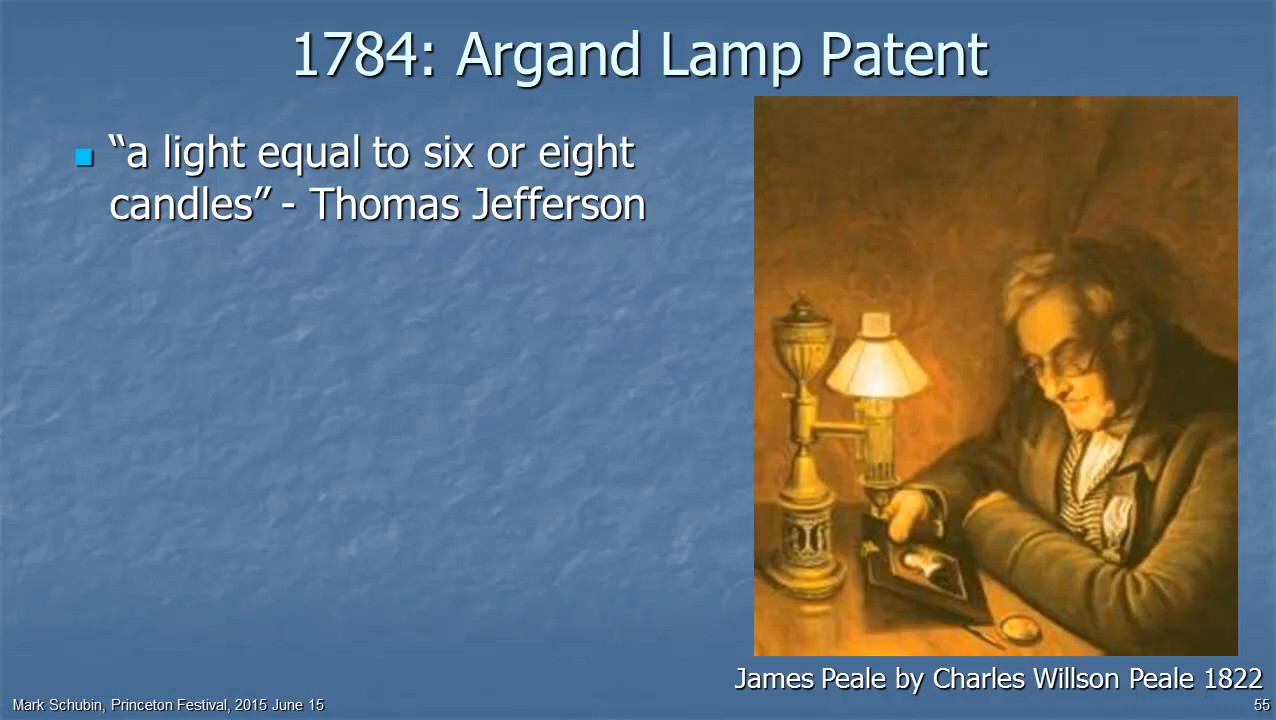 1784: Argand Lamp Patent
“a light equal to six or eight
candles” - Thomas Jefferson
James Peale by Charles Willson Peale 1822
Mark Schubin, Princeton Festival, 2015 June 15
55